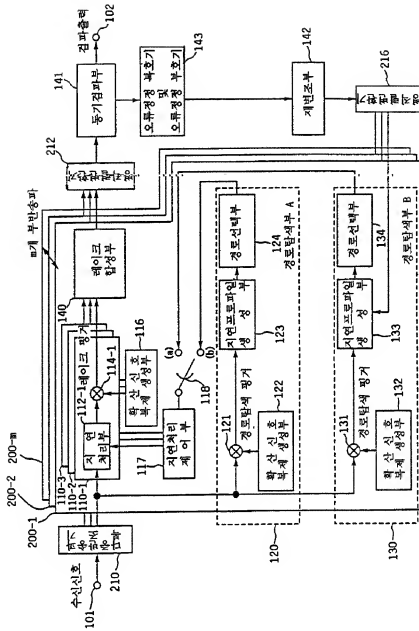 수신신호
101
210
200-1
200-2
200-m
m개 부반송파
110-1
110-2
110-3
레이크 핑거
112-1
지연
처리부
114-1
116
확산 신호
복제 생성부
117
지연처리
제어부
118
(a)
(b)
140
레이크
합성부
212
141
동기검파부
검파출력
102
143
오류정정 복호기
및
오류정정 부호기
142
재변조부
216
120
경로탐색부 A
121
경로탐색 핑거
122
확산 신호
복제 생성부
123
지연프로파일
생성부
124
경로선택부
130
경로탐색부 B
131
경로탐색 핑거
132
확산 신호
복제 생성부
133
지연프로파일
생성부
134
경로선택부